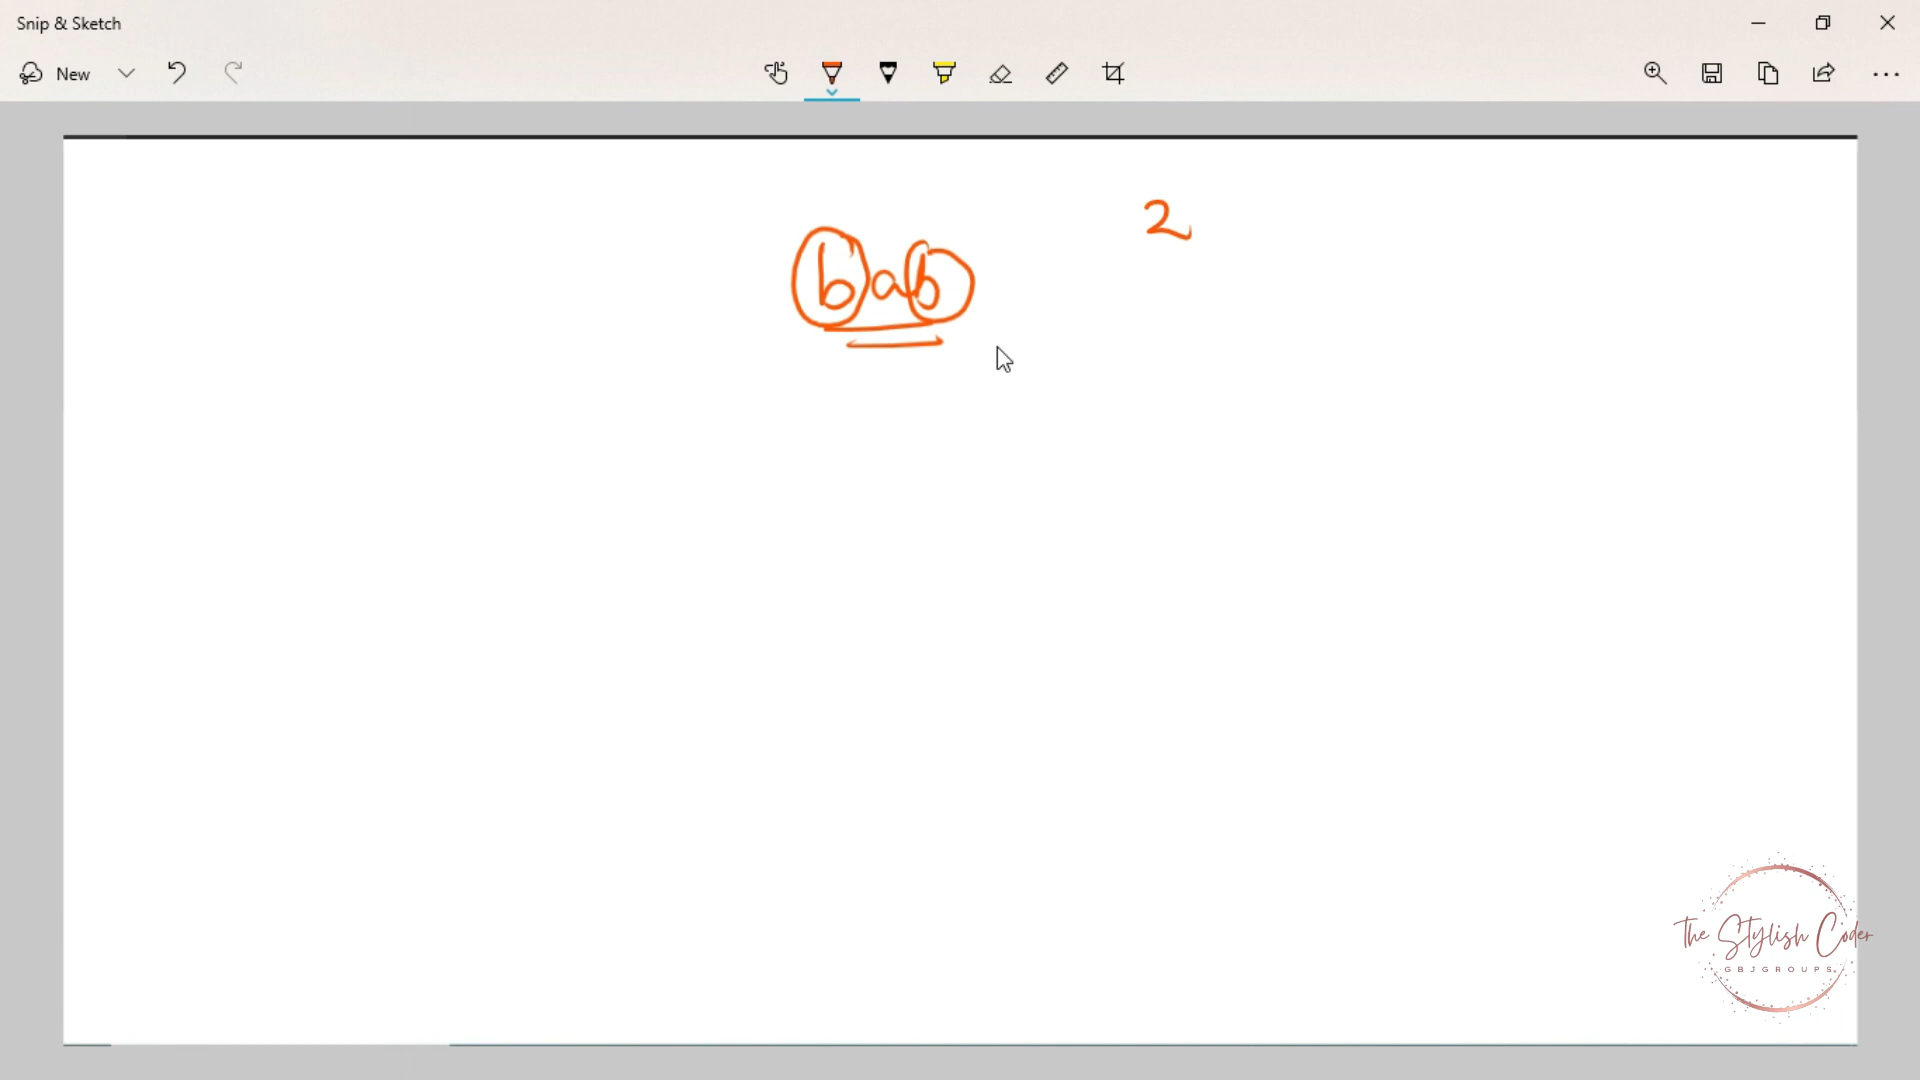 Snip & Sketch
New
2
bab
The Stylish Coder
GBJGROUPS